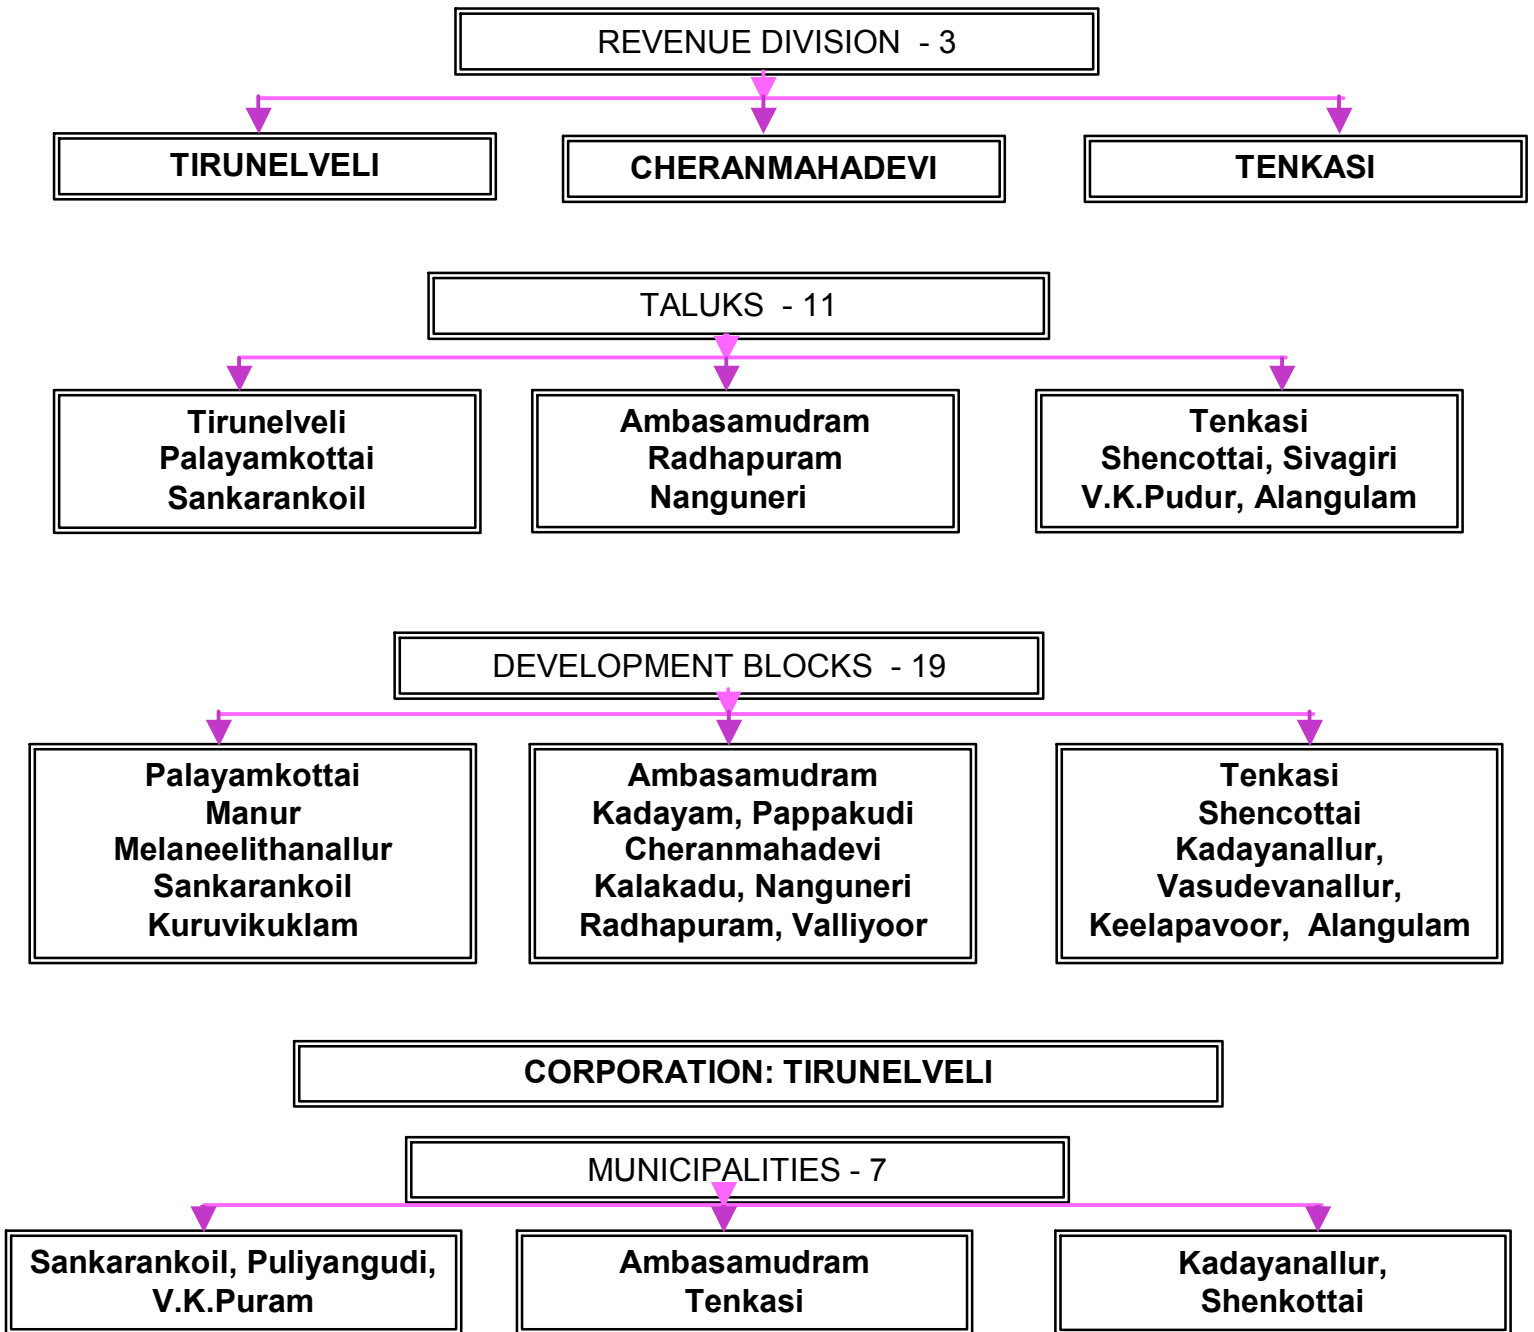 REVENUE DIVISION - 3
TIRUNELVELI
CHERANMAHADEVI
TENKASI
TALUKS - 11
Tirunelveli
Palayamkottai
Sankarankoil
Ambasamudram
Radhapuram
Nanguneri
Tenkasi
Shencottai, Sivagiri
V.K.Pudur, Alangulam
DEVELOPMENT BLOCKS - 19
Palayamkottai
Manur
Melaneelithanallur
Sankarankoil
Kuruvikuklam
Ambasamudram
Kadayam, Pappakudi
Cheranmahadevi
Kalakadu, Nanguneri
Radhapuram, Valliyoor
Tenkasi
Shencottai
Kadayanallur,
Vasudevanallur,
Keelapavoor, Alangulam
CORPORATION: TIRUNELVELI
MUNICIPALITIES - 7
Sankarankoil, Puliyangudi,
V.K.Puram
Ambasamudram
Tenkasi
Kadayanallur,
Shenkottai